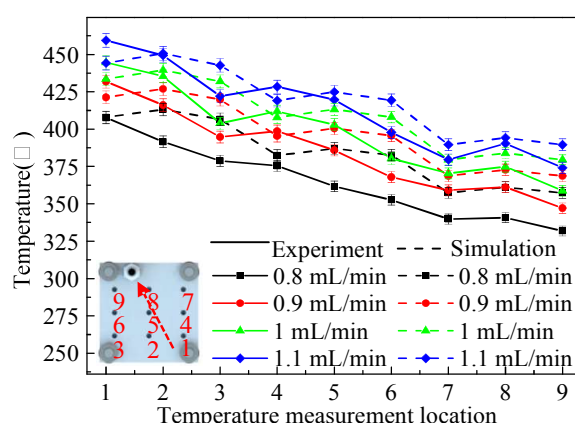 Temperature(□)
450
425
400
375
350
325
300
275
250
Experiment Simulation
0.8 mL/min 0.8 mL/min
0.9 mL/min 0.9 mL/min
1 mL/min 1 mL/min
1.1 mL/min 1.1 mL/min
9 8 7
6 5 4
3 2 1
1 2 3 4 5 6 7 8 9
Temperature measurement location